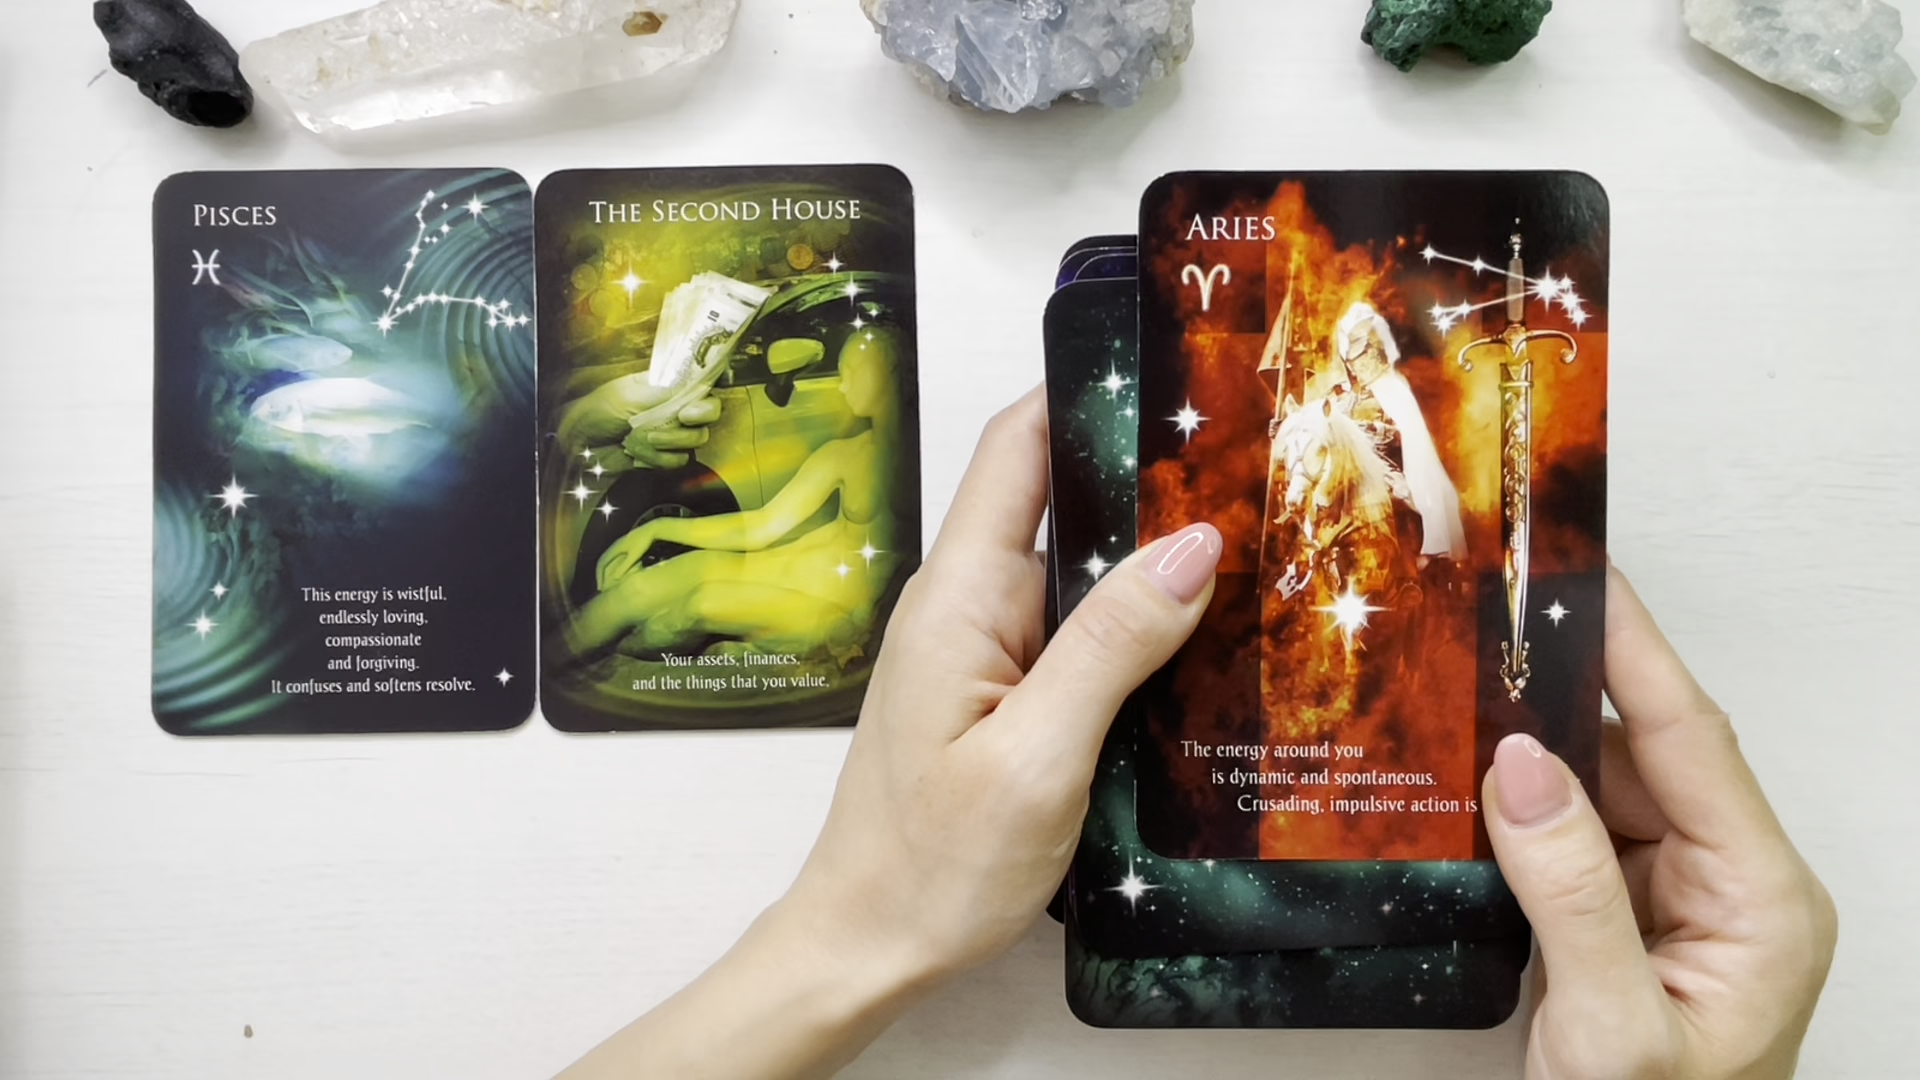 PISCES
♓
This energy is wistful,
endlessly loving,
compassionate
and forgiving.
It confuses and softens resolve.
THE SECOND HOUSE
Your assets, finances,
and the things that you value.
ARIES
♈
The energy around you
is dynamic and spontaneous.
Crusading, impulsive action is